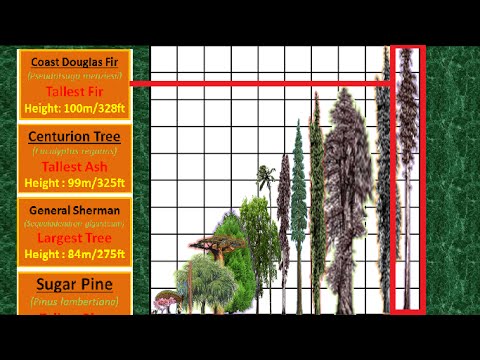 Coast Douglas Fir
(Pseudotsuga menziesii)
Tallest Fir
Height: 100m/328ft
Centurion Tree
(Eucalyptus regnans)
Tallest Ash
Height : 99m/325ft
General Sherman
(Sequoiadendron giganteum)
Largest Tree
Height : 84m/275ft
Sugar Pine
(Pinus lambertiana)